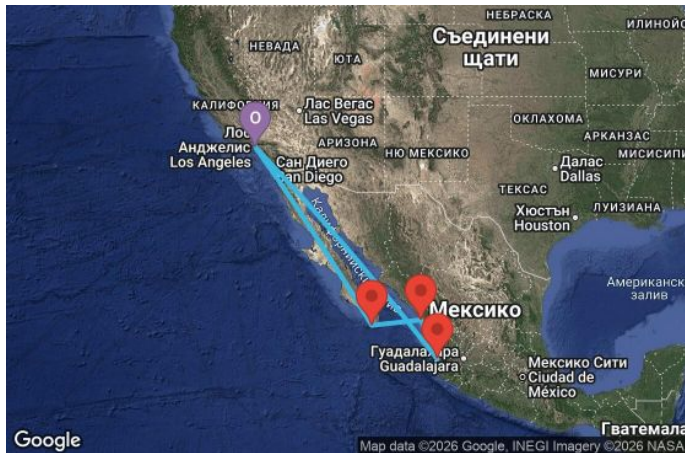 НЕБРАСКА
ИЛИНОЙС
НЕВАДА
ЮТА
Съединени
щати
МИСУРИ
КАЛИФОРНИЯ
Лас Вегас
Las Vegas
O
ОКЛАХОМА
АРКАНЗАС
Лос
Анджелис
Los Angeles
АРИЗОНА
НЮ МЕКСИКО
МИСИСИПИ
Сан Диего
San Diego
Далас
Dallas
ТЕКСАС
ЛУИЗИАНА
Хюстън
Houston
Американски
залив
Мексико
Гуадалахара
Guadalajara
Мексико Сити
Ciudad de
México
Гватемала
Google
Map data ©2026 Google, INEGI Imagery ©2026 NASA